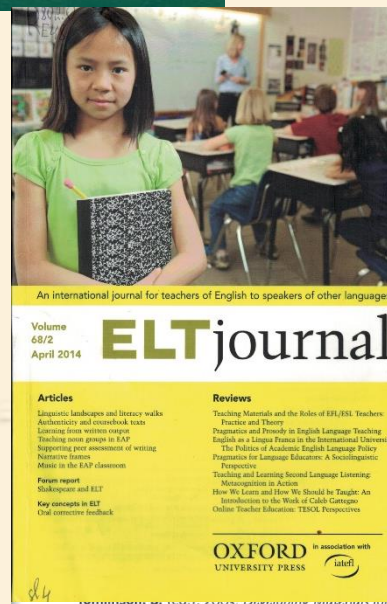 An international journal for teachers of English to speakers of other language
Volume
68/2
April 2014
ELTjournal
Articles
Linguistic landscapes and literacy walks
Authenticity and coursebook texts
Learning from written output
Teaching noun groups in EAP
Supporting peer assessment of writing
Narrative frames
Music in the EAP classroom
Forum report
Shakespeare and ELT
Key concepts in ELT
Oral corrective feedback
Reviews
Teaching Materials and the Roles of EFL/ESL Teachers:
Practice and Theory
Pragmatics and Prosody in English Language Teaching
English as a Lingua Franca in the International Universi
The Politics of Academic English Language Policy
Pragmatics for Language Educators: A Sociolinguistic
Perspective
Teaching and Learning Second Language Listening:
Metacognition in Action
How We Learn and How We Should be Taught: An
Introduction to the Work of Caleb Gattegno
Online Teacher Education: TESOL Perspectives
OXFORD
UNIVERSITY PRESS
in association with
iatefl